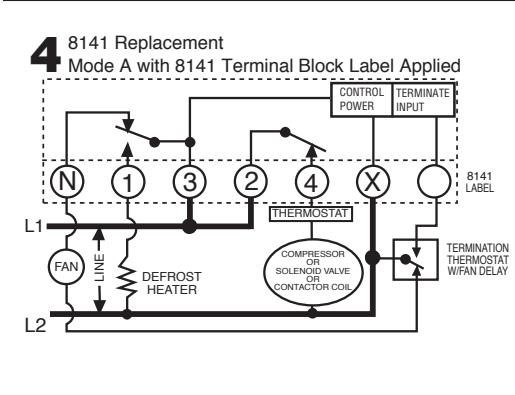 4 8141 Replacement
Mode A with 8141 Terminal Block Label Applied
CONTROL
POWER
TERMINATE
INPUT
N 1 3 2 4 X
8141
LABEL
THERMOSTAT
L1
FAN
LINE
DEFROST
HEATER
COMPRESSOR
OR
SOLENOID VALVE
OR
CONTACTOR COIL
TERMINATION
THERMOSTAT
W/FAN DELAY
L2